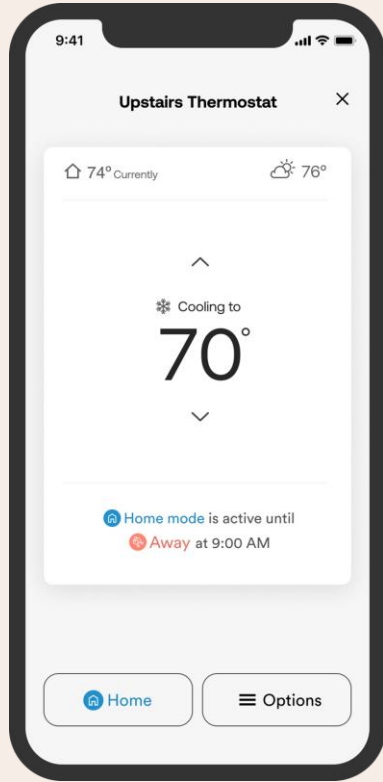 9:41
Upstairs Thermostat
74° Currently 76°
Cooling to
70°
Home mode is active until
Away at 9:00 AM
Home Options